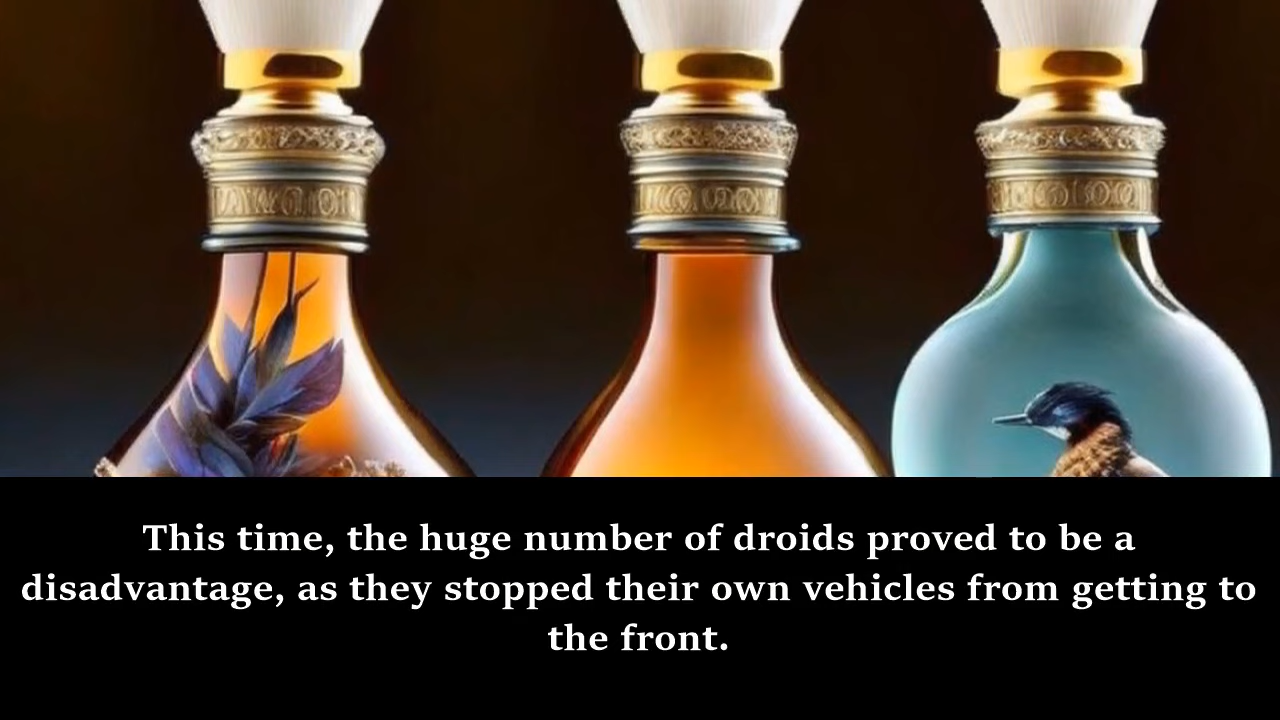 This time, the huge number of droids proved to be a
disadvantage, as they stopped their own vehicles from getting to
the front.